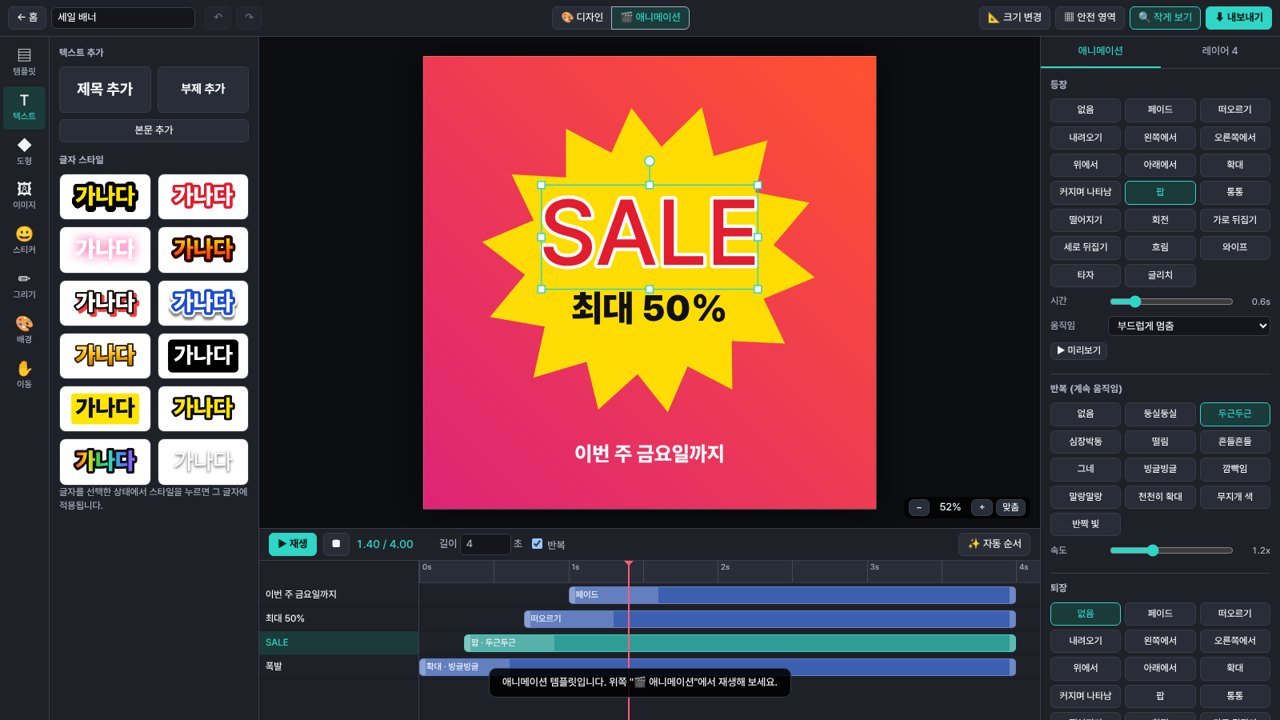 ← 홈
세일 배너
🎨 디자인
🎬 애니메이션
📐 크기 변경
▦ 안전 영역
🔍 작게 보기
⬇ 내보내기
템플릿
텍스트
도형
이미지
스티커
그리기
배경
이동
텍스트 추가
제목 추가
부제 추가
본문 추가
글자 스타일
가나다
가나다
가나다
가나다
가나다
가나다
가나다
가나다
가나다
가나다
가나다
가나다
글자를 선택한 상태에서 스타일을 누르면 그 글자에
적용됩니다.
SALE
최대 50%
이번 주 금요일까지
− 52% + 맞춤
▶ 재생
1.40 / 4.00
길이 4 초
반복
✨ 자동 순서
0s 1s 2s 3s 4s
이번 주 금요일까지 페이드
최대 50% 떠오르기
SALE 팝 · 두근두근
폭발 확대 · 빙글빙글
애니메이션 템플릿입니다. 위쪽 "🎬 애니메이션"에서 재생해 보세요.
애니메이션
레이어 4
등장
없음 페이드 떠오르기
내려오기 왼쪽에서 오른쪽에서
위에서 아래에서 확대
커지며 나타남 팝 통통
떨어지기 회전 가로 뒤집기
세로 뒤집기 흐림 와이프
타자 글리치
시간 0.6s
움직임 부드럽게 멈춤
▶ 미리보기
반복 (계속 움직임)
없음 둥실둥실 두근두근
심장박동 떨림 흔들흔들
그네 빙글빙글 깜빡임
말랑말랑 천천히 확대 무지개 색
반짝 빛
속도 1.2x
퇴장
없음 페이드 떠오르기
내려오기 왼쪽에서 오른쪽에서
위에서 아래에서 확대
커지며 나타남 팝 통통